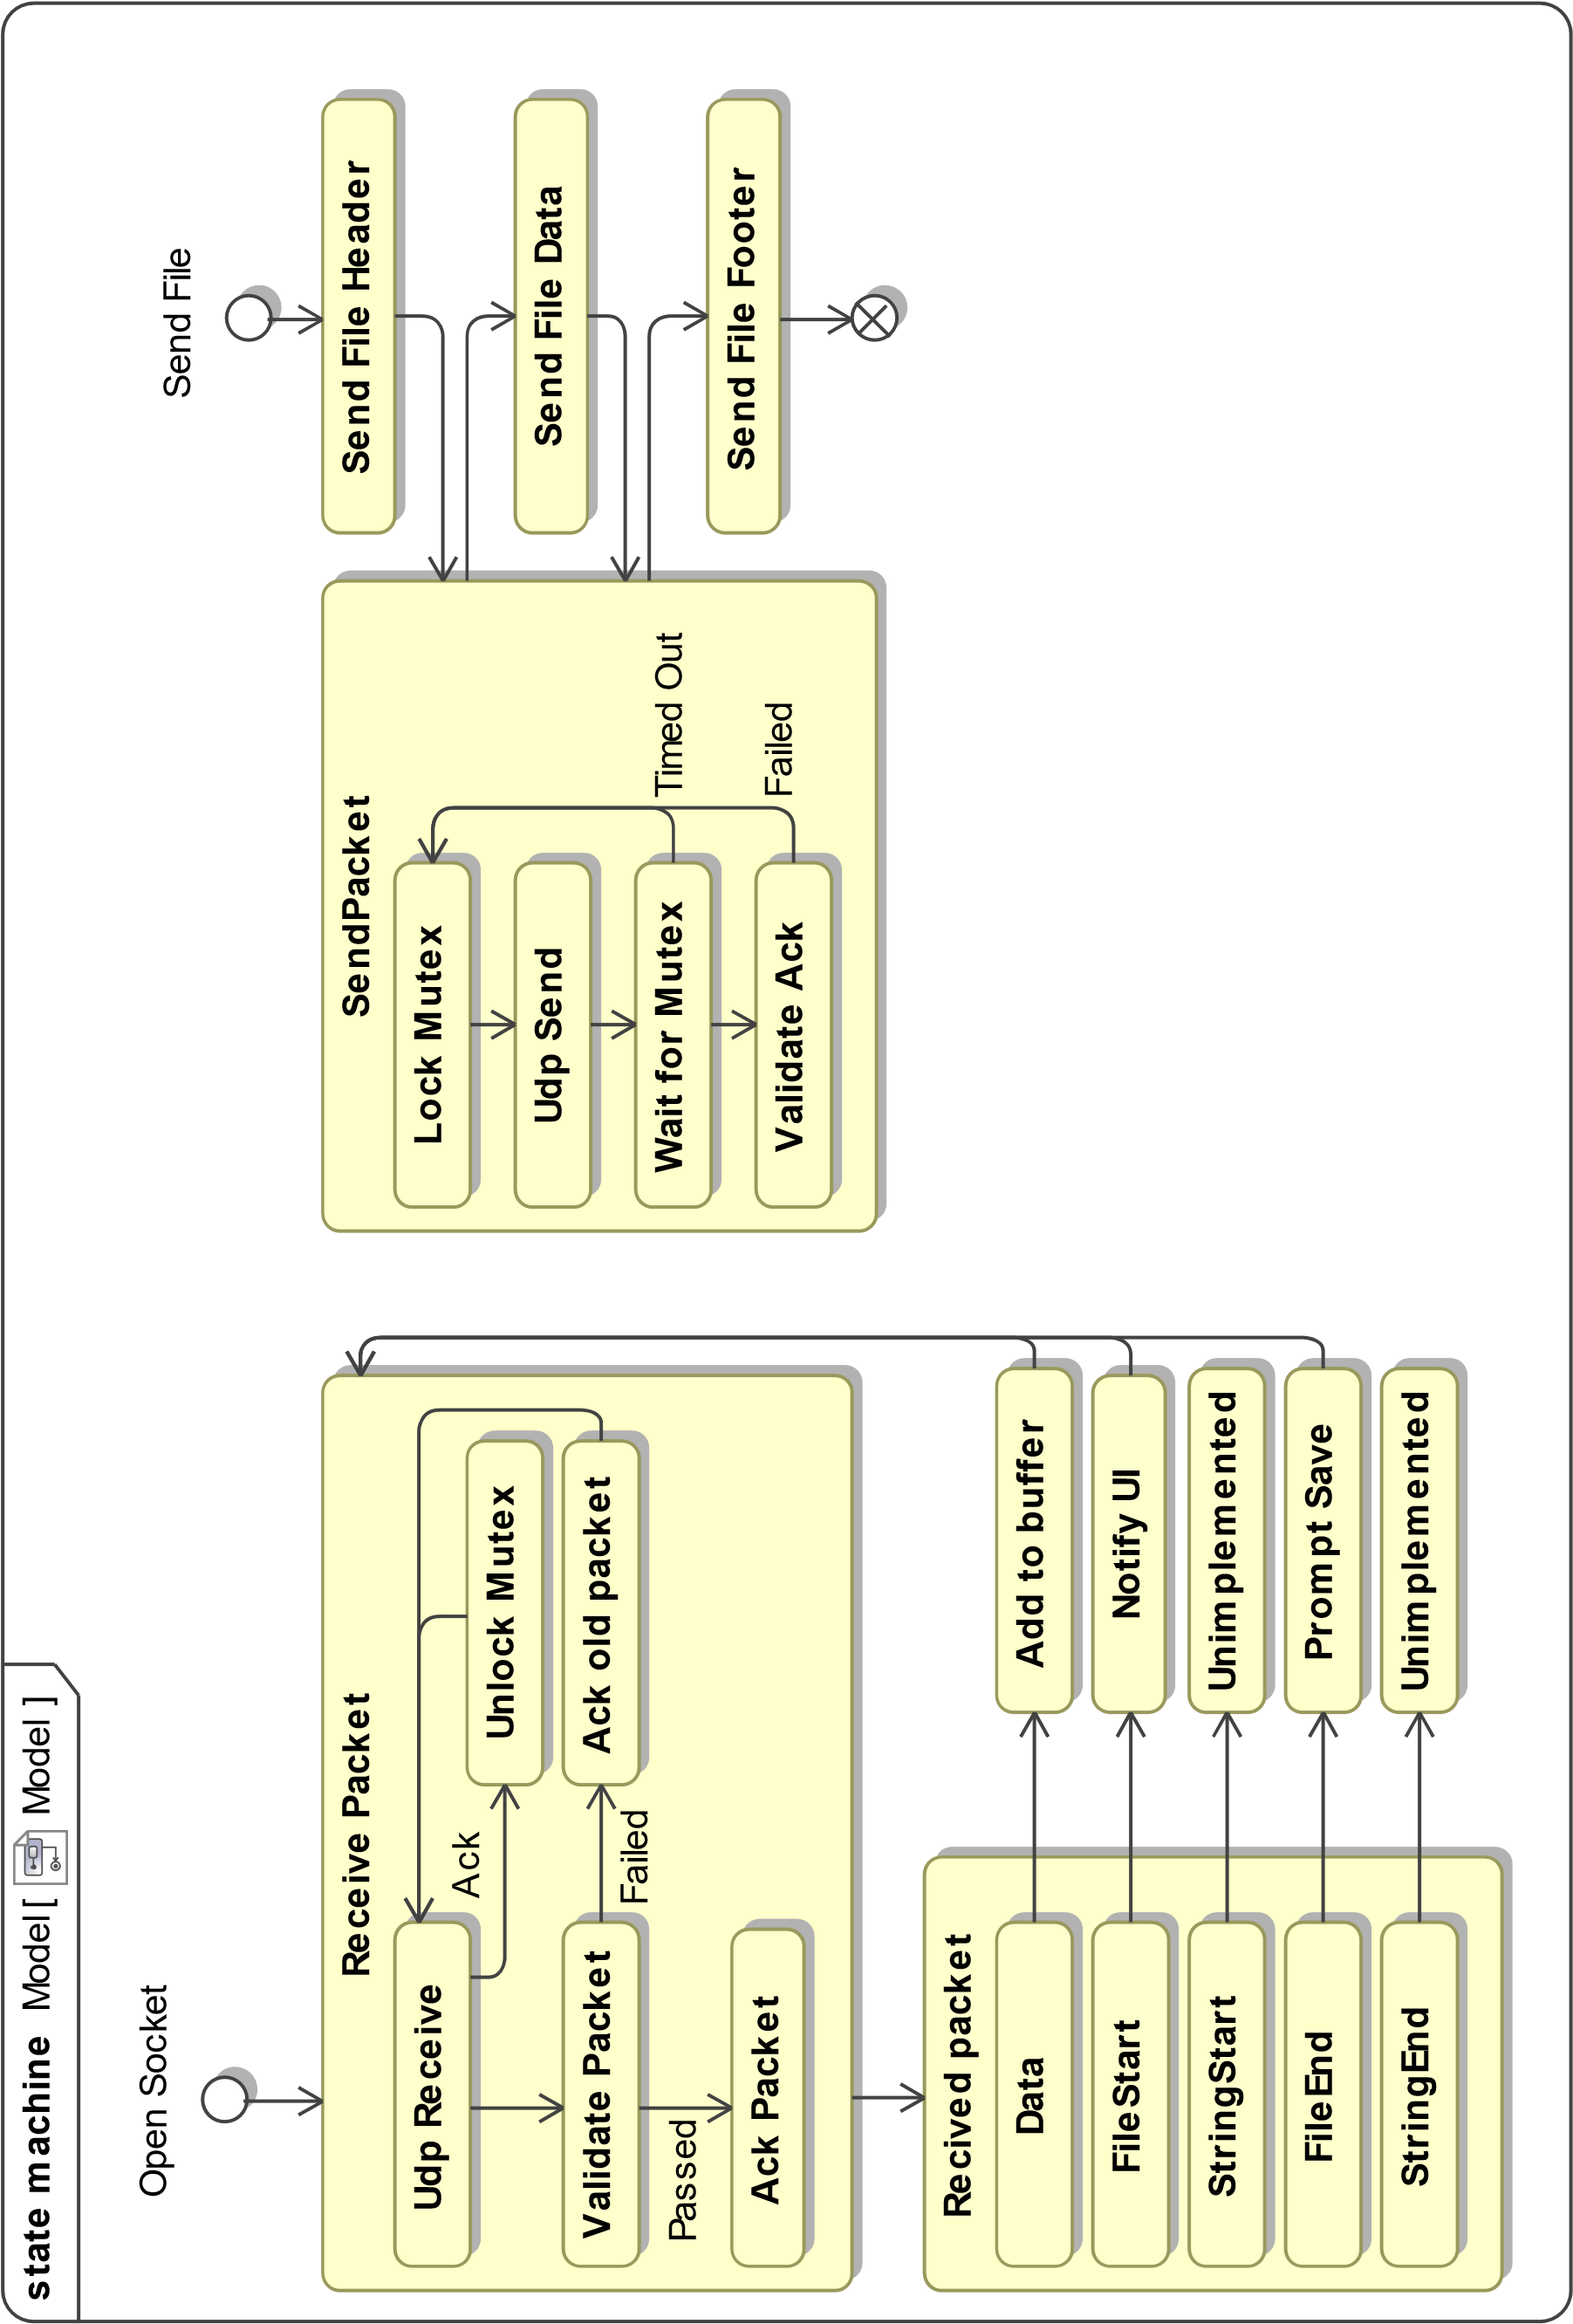 state machine Model [ Model ]
Open Socket
Receive Packet
Udp Receive
Ack
Unlock Mutex
Validate Packet
Failed
Ack old packet
Passed
Ack Packet
Recived packet
Data
Add to buffer
FileStart
Notify UI
StringStart
Unimplemented
FileEnd
Prompt Save
StringEnd
Unimplemented
SendPacket
Lock Mutex
Udp Send
Wait for Mutex
Timed Out
Validate Ack
Failed
Send File
Send File Header
Send File Data
Send File Footer